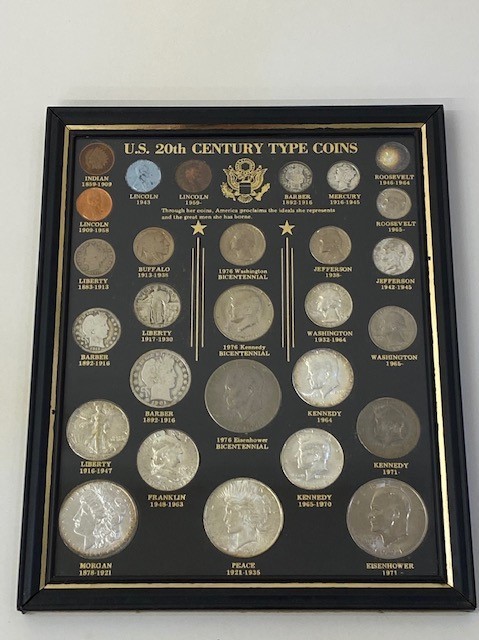 U.S. 20th CENTURY TYPE COINS
INDIAN
1859-1909
LINCOLN
1943
LINCOLN
1909-
BARBER
1892-1916
MERCURY
1916-1945
ROOSEVELT
1946-1964
LINCOLN
1909-1958
Through her coins, America proclaims the ideals she represents
and the great men she has borne.
ROOSEVELT
1965-
LIBERTY
1883-1913
BUFFALO
1913-1938
1976 Washington
BICENTENNIAL
JEFFERSON
1938-
JEFFERSON
1942-1945
LIBERTY
1917-1930
WASHINGTON
1932-1964
BARBER
1892-1916
1976 Kennedy
BICENTENNIAL
WASHINGTON
1965-
BARBER
1892-1916
KENNEDY
1964
1976 Eisenhower
BICENTENNIAL
LIBERTY
1916-1947
KENNEDY
1971-
FRANKLIN
1948-1963
KENNEDY
1965-1970
MORGAN
1878-1921
PEACE
1921-1935
EISENHOWER
1971-